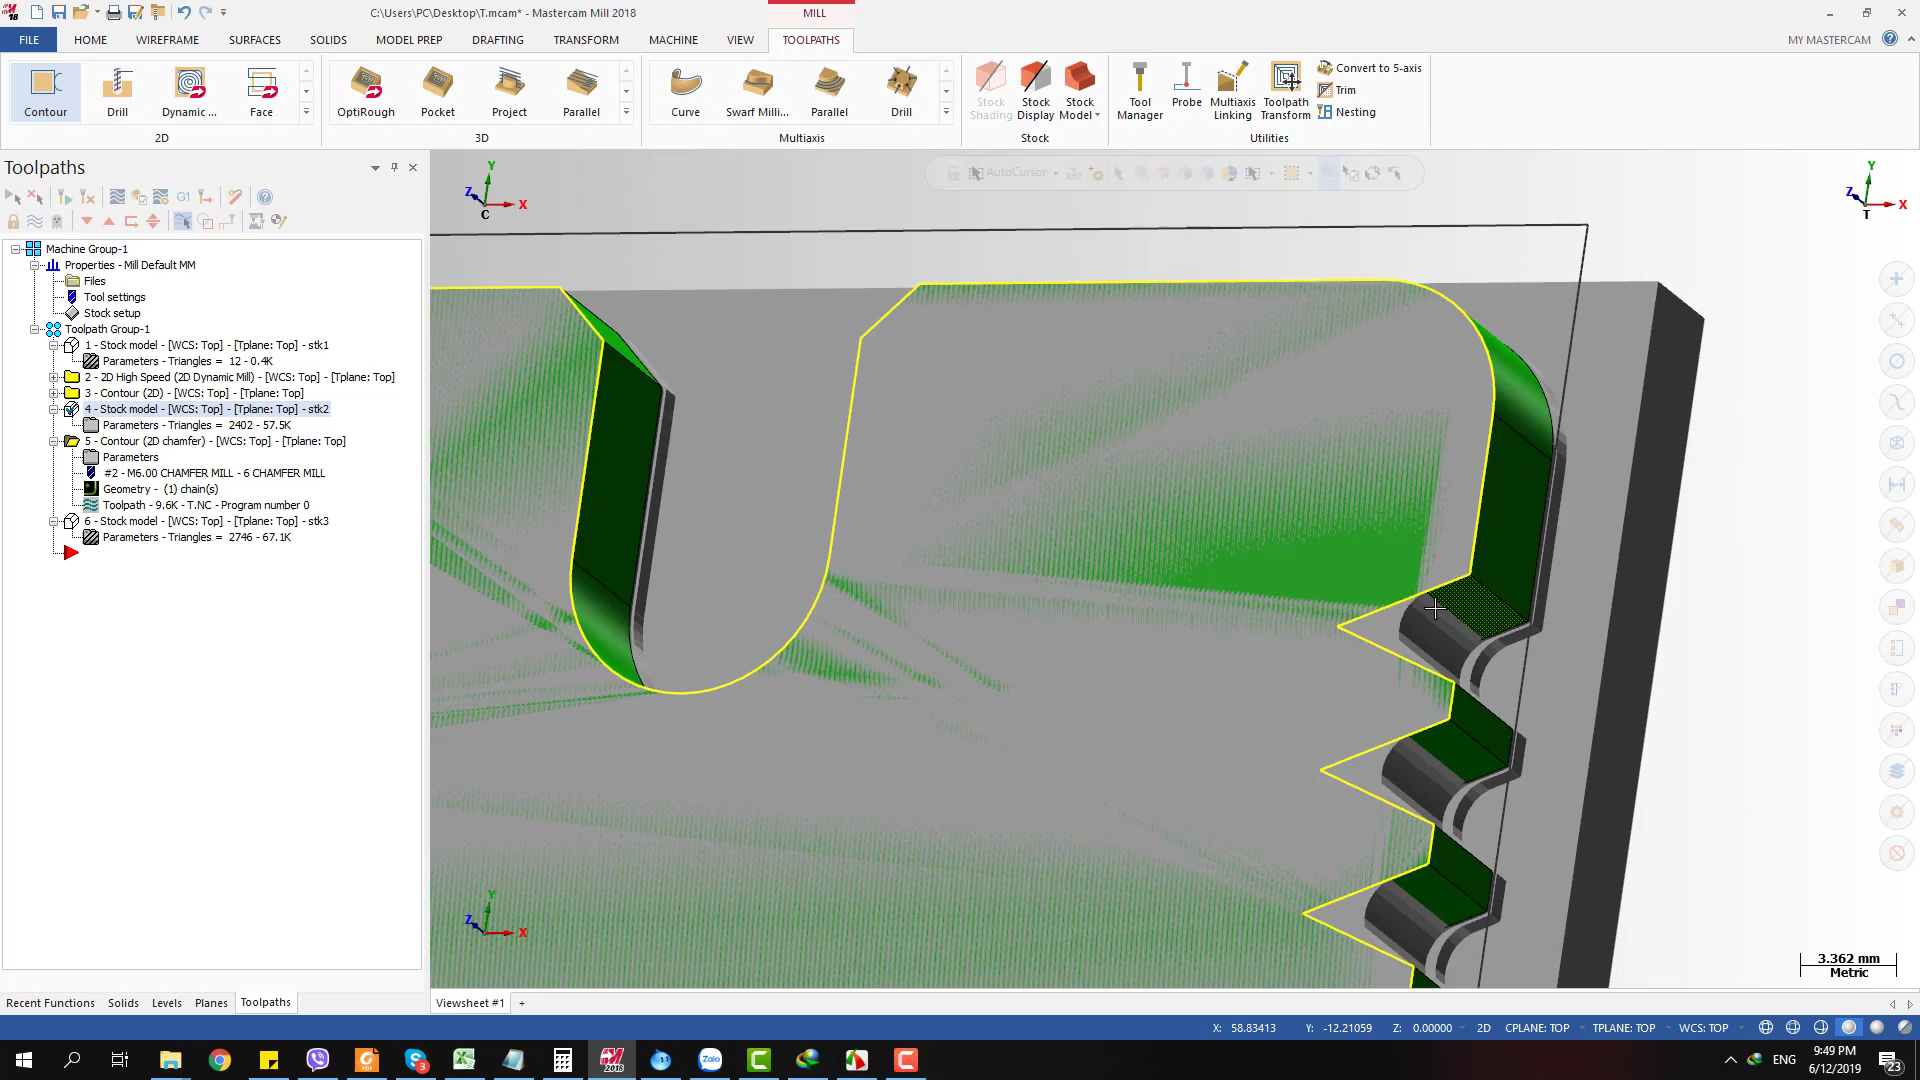 C:\Users\PC\Desktop\T.mcam* - Mastercam Mill 2018
MILL
FILE
HOME
WIREFRAME
SURFACES
SOLIDS
MODEL PREP
DRAFTING
TRANSFORM
MACHINE
VIEW
TOOLPATHS
MY MASTERCAM
Contour
Drill
Dynamic ...
Face
2D
OptiRough
Pocket
Project
Parallel
3D
Curve
Swarf Milli...
Parallel
Drill
Multiaxis
Stock Shading
Stock Display
Stock Model
Stock
Tool Manager
Probe
Multiaxis Linking
Toolpath Transform
Convert to 5-axis
Trim
Nesting
Utilities
Toolpaths
G1
AutoCursor
Machine Group-1
Properties - Mill Default MM
Files
Tool settings
Stock setup
Toolpath Group-1
1 - Stock model - [WCS: Top] - [Tplane: Top] - stk1
Parameters - Triangles = 12 - 0.4K
2 - 2D High Speed (2D Dynamic Mill) - [WCS: Top] - [Tplane: Top]
3 - Contour (2D) - [WCS: Top] - [Tplane: Top]
4 - Stock model - [WCS: Top] - [Tplane: Top] - stk2
Parameters - Triangles = 2402 - 57.5K
5 - Contour (2D chamfer) - [WCS: Top] - [Tplane: Top]
Parameters
#2 - M6.00 CHAMFER MILL - 6 CHAMFER MILL
Geometry - (1) chain(s)
Toolpath - 9.6K - T.NC - Program number 0
6 - Stock model - [WCS: Top] - [Tplane: Top] - stk3
Parameters - Triangles = 2746 - 67.1K
Y
Z
X
C
Y
Z
X
T
Y
Z
X
3.362 mm
Metric
Recent Functions
Solids
Levels
Planes
Toolpaths
Viewsheet #1
+
X: 58.83413
Y: -12.21059
Z: 0.00000
2D
CPLANE: TOP
TPLANE: TOP
WCS: TOP
2018
Zalo
3
ENG
9:49 PM
6/12/2019
23